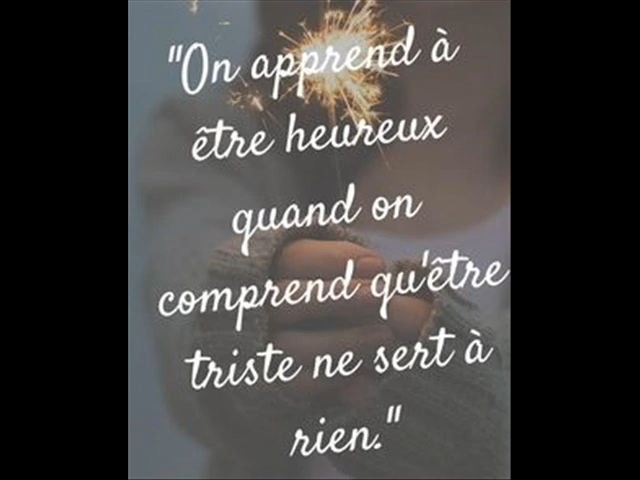 "On apprend à
être heureux
quand on
comprend qu'être
triste ne sert à
rien."